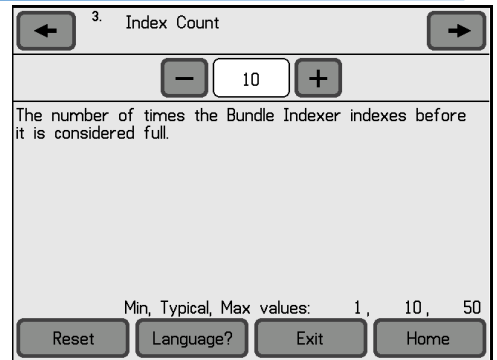 3. Index Count
10
The number of times the Bundle Indexer indexes before
it is considered full.
Min, Typical, Max values: 1, 10, 50
Reset Language? Exit Home